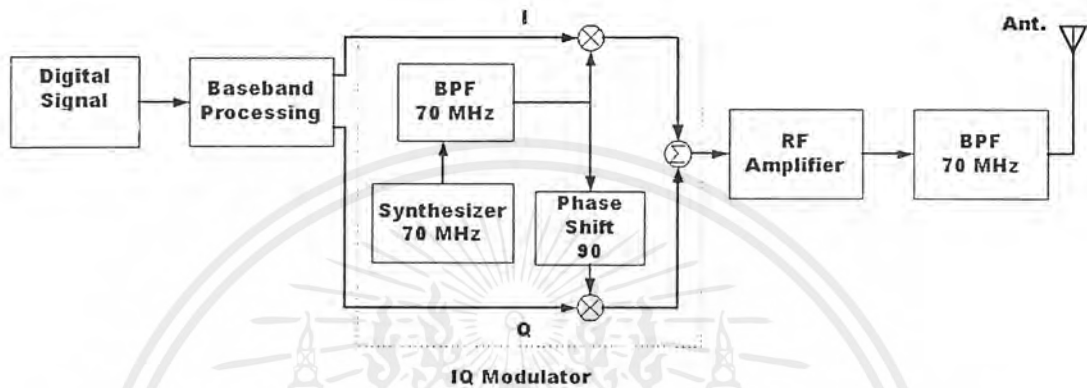 I
Ant.
Digital
Signal
Baseband
Processing
BPF
70 MHz
Synthesizer
70 MHz
Phase
Shift
90
Σ
RF
Amplifier
BPF
70 MHz
Q
IQ Modulator